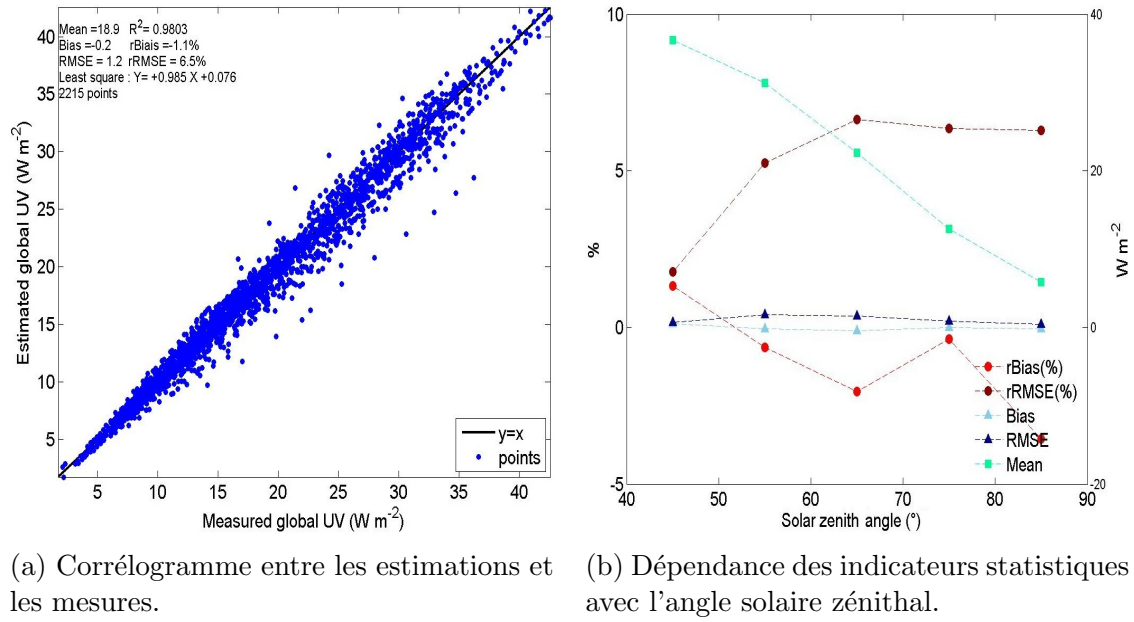 Mean =18.9 R2= 0.9803
Bias =-0.2 rBiais =-1.1%
RMSE = 1.2 rRMSE = 6.5%
Least square : Y= +0.985 X +0.076
2215 points
40
35
30
25
20
15
10
5
Estimated global UV (W m-2)
5 10 15 20 25 30 35 40
Measured global UV (W m-2)
y=x
points
(a) Corrélogramme entre les estimations et
les mesures.
10
5
0
-5
%
40
20
0
-20
W m-2
rBias(%)
rRMSE(%)
Bias
RMSE
Mean
40 50 60 70 80 90
Solar zenith angle (°)
(b) Dépendance des indicateurs statistiques
avec l'angle solaire zénithal.